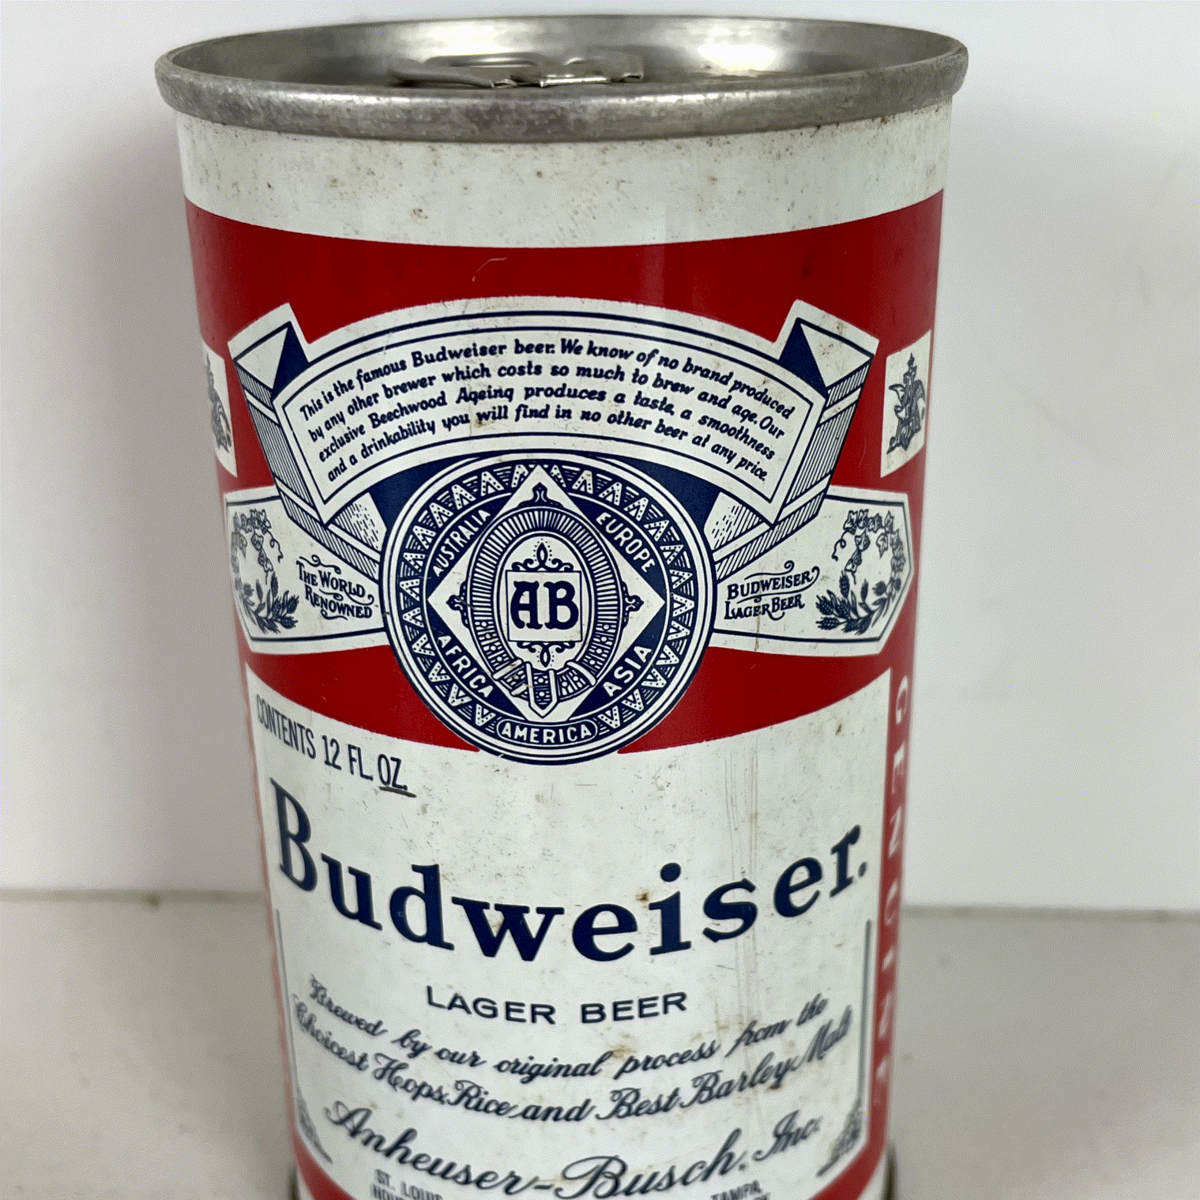 This is the famous Budweiser beer. We know of no brand produced
by any other brewer which costs so much to brew and age. Our
exclusive Beechwood Ageing produces a taste, a smoothness
and a drinkability you will find in no other beer at any price.
AUSTRALIA
EUROPE
THE WORLD
RENOWNED
AB
BUDWEISER
LAGER BEER
AFRICA
ASIA
AMERICA
CONTENTS 12 FL. OZ.
GENUINE
Budweiser.
LAGER BEER
Brewed by our original process from the
Choicest Hops, Rice and Best Barley Malt
Anheuser-Busch, Inc.
ST. LOUIS
TAMPA,